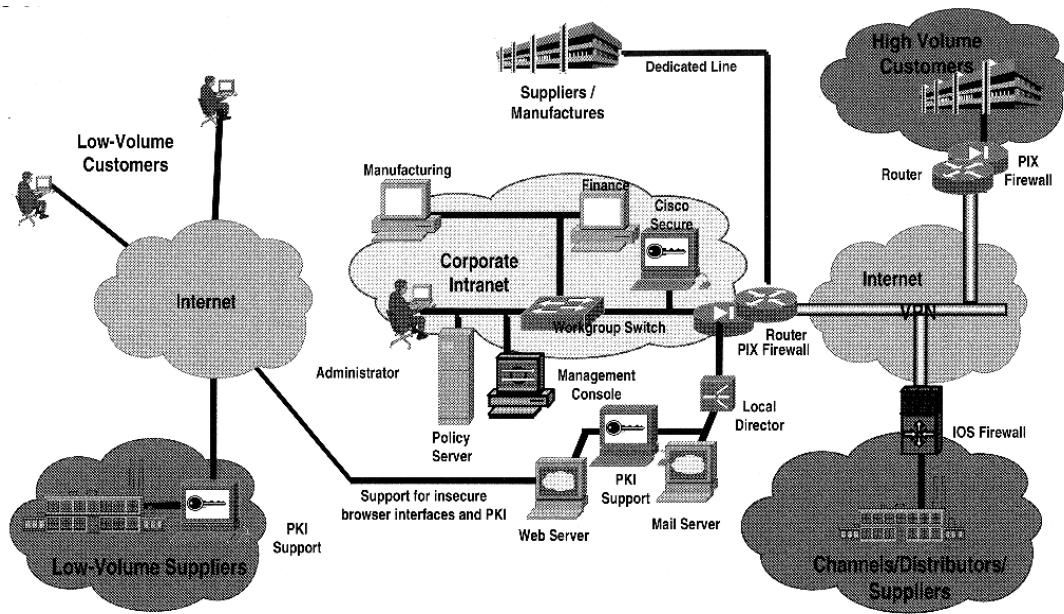 High Volume
Customers
Dedicated Line
Suppliers /
Manufactures
Low-Volume
Customers
Manufacturing
Finance
Cisco
Secure
Router
PIX
Firewall
Corporate
Intranet
Internet
Internet
VPN
Workgroup Switch
Router
PIX Firewall
Administrator
Management
Console
Local
Director
Policy
Server
IOS Firewall
Support for insecure
browser interfaces and PKI
PKI
Support
Web Server
Mail Server
PKI
Support
Low-Volume Suppliers
Channels/Distributors/
Suppliers